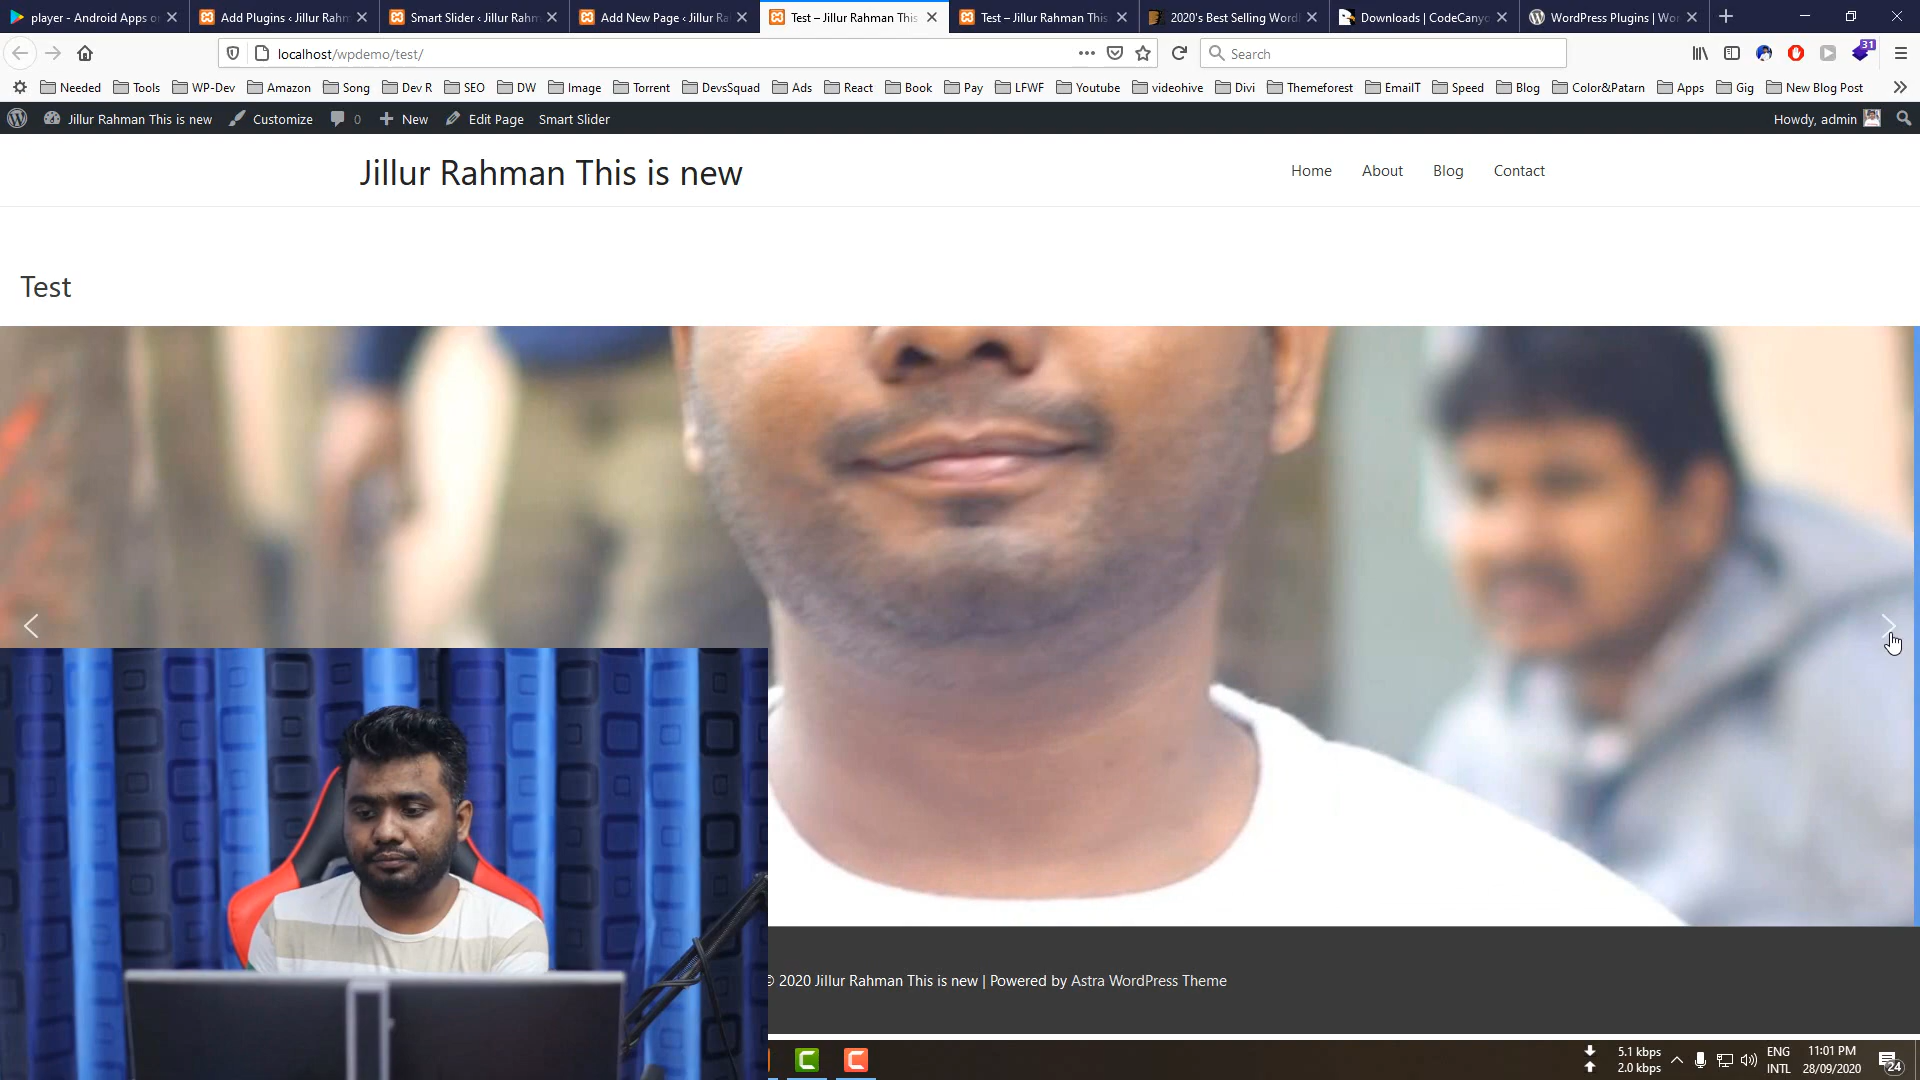 player - Android Apps o
Add Plugins ‹ Jillur Rahm
Smart Slider ‹ Jillur Rahm
Add New Page ‹ Jillur Ra
Test – Jillur Rahman This
Test – Jillur Rahman This
2020's Best Selling Word
Downloads | CodeCanyo
WordPress Plugins | Wor
localhost/wpdemo/test/
Search
31
Needed
Tools
WP-Dev
Amazon
Song
Dev R
SEO
DW
Image
Torrent
DevsSquad
Ads
React
Book
Pay
LFWF
Youtube
videohive
Divi
Themeforest
EmailT
Speed
Blog
Color&Patarn
Apps
Gig
New Blog Post
Jillur Rahman This is new
Customize
0
New
Edit Page
Smart Slider
Howdy, admin
Jillur Rahman This is new
Home
About
Blog
Contact
Test
© 2020 Jillur Rahman This is new | Powered by Astra WordPress Theme
5.1 kbps
2.0 kbps
ENG
INTL
11:01 PM
28/09/2020
24